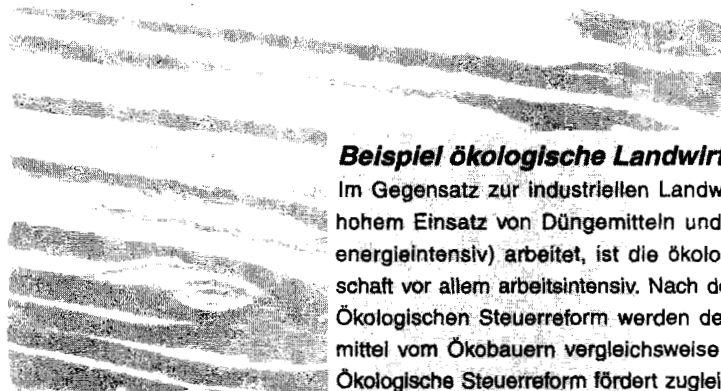 Beispiel ökologische Landwirt
Im Gegensatz zur industriellen Landw
hohem Einsatz von Düngemitteln und
energieintensiv) arbeitet, ist die ökolo
schaft vor allem arbeitsintensiv. Nach de
Ökologischen Steuerreform werden de
mittel vom Ökobauern vergleichsweise
Ökologische Steuerreform fördert zuglei